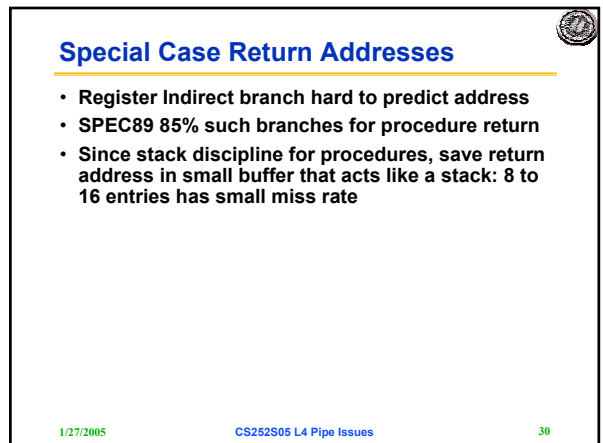 Special Case Return Addresses
• Register Indirect branch hard to predict address
• SPEC89 85% such branches for procedure return
• Since stack discipline for procedures, save return
address in small buffer that acts like a stack: 8 to
16 entries has small miss rate
1/27/2005 CS252S05 L4 Pipe Issues 30